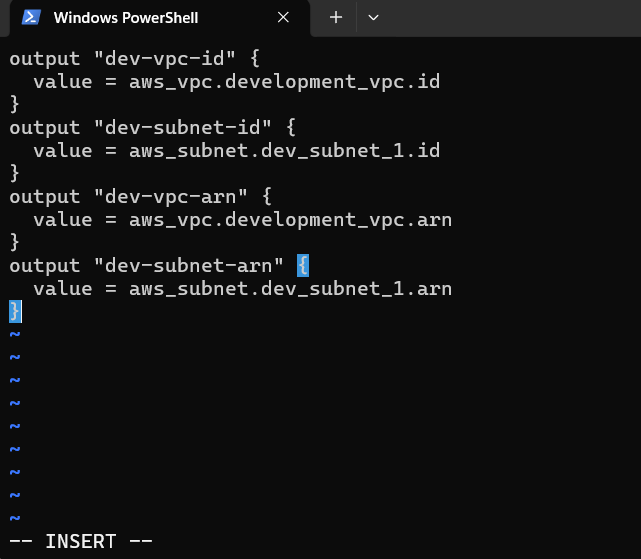 Windows PowerShell
output "dev-vpc-id" {
  value = aws_vpc.development_vpc.id
}
output "dev-subnet-id" {
  value = aws_subnet.dev_subnet_1.id
}
output "dev-vpc-arn" {
  value = aws_vpc.development_vpc.arn
}
output "dev-subnet-arn" {
  value = aws_subnet.dev_subnet_1.arn
}
~
~
~
~
~
~
~
~
~
-- INSERT --